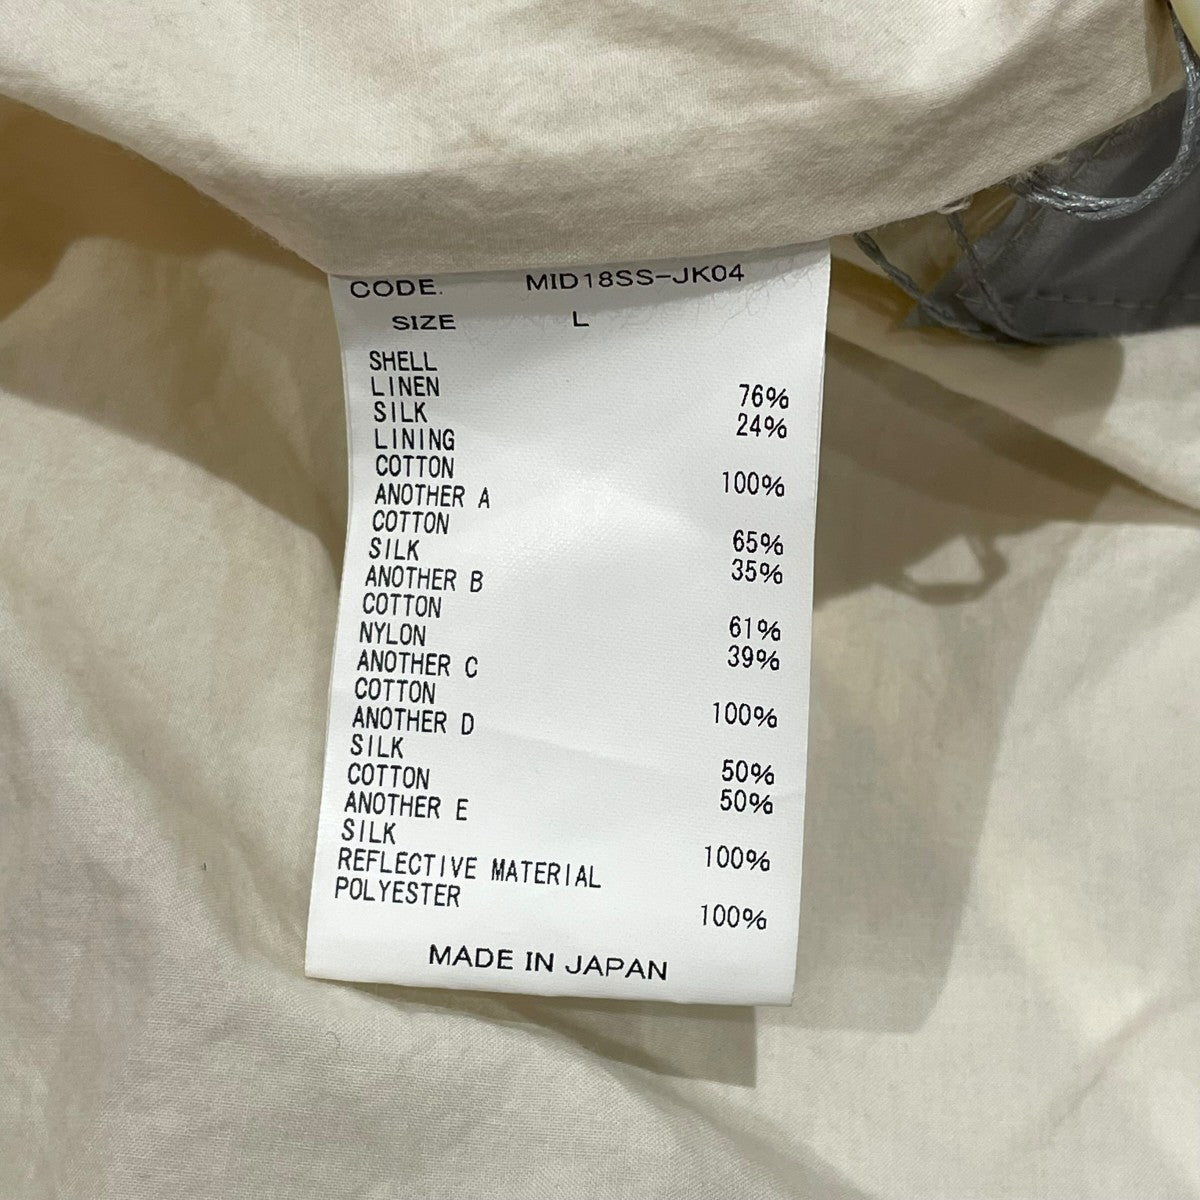 CODE. MID18SS-JK04
SIZE L
SHELL
LINEN 76%
SILK 24%
LINING
COTTON 100%
ANOTHER A
COTTON 65%
SILK 35%
ANOTHER B
COTTON 61%
NYLON 39%
ANOTHER C
COTTON 100%
ANOTHER D
SILK 50%
COTTON 50%
ANOTHER E
SILK 100%
REFLECTIVE MATERIAL
POLYESTER 100%
MADE IN JAPAN